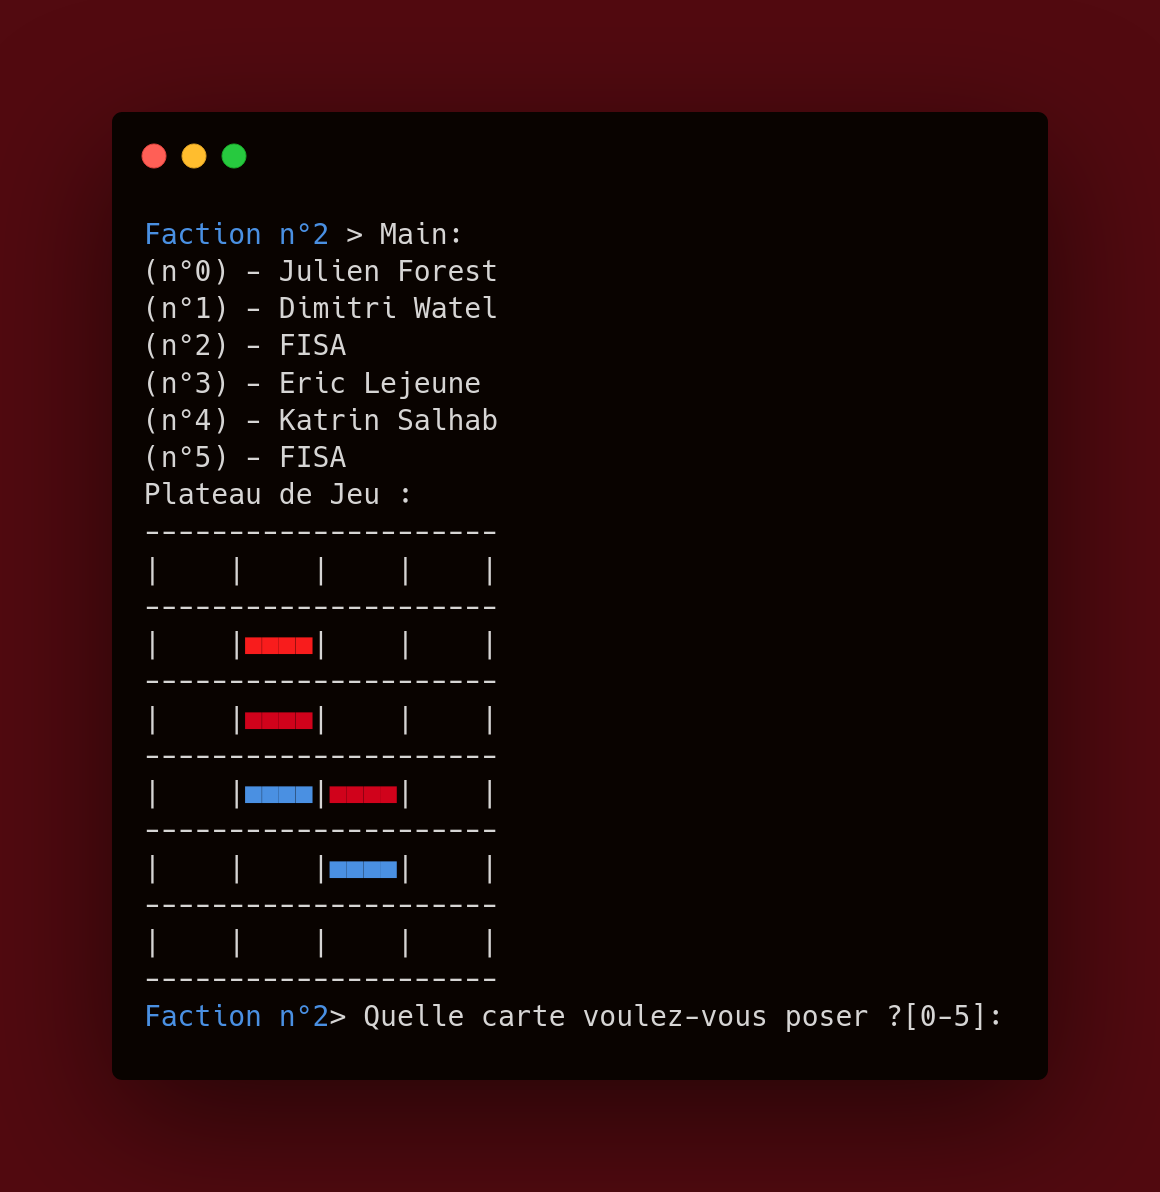 Faction n°2 > Main:
(n°0) - Julien Forest
(n°1) - Dimitri Watel
(n°2) - FISA
(n°3) - Eric Lejeune
(n°4) - Katrin Salhab
(n°5) - FISA
Plateau de Jeu :
---------------------
|    |    |    |    |
---------------------
|    |■■■■|    |    |
---------------------
|    |■■■■|    |    |
---------------------
|    |■■■■|■■■■|    |
---------------------
|    |    |■■■■|    |
---------------------
|    |    |    |    |
---------------------
Faction n°2> Quelle carte voulez-vous poser ?[0-5]: